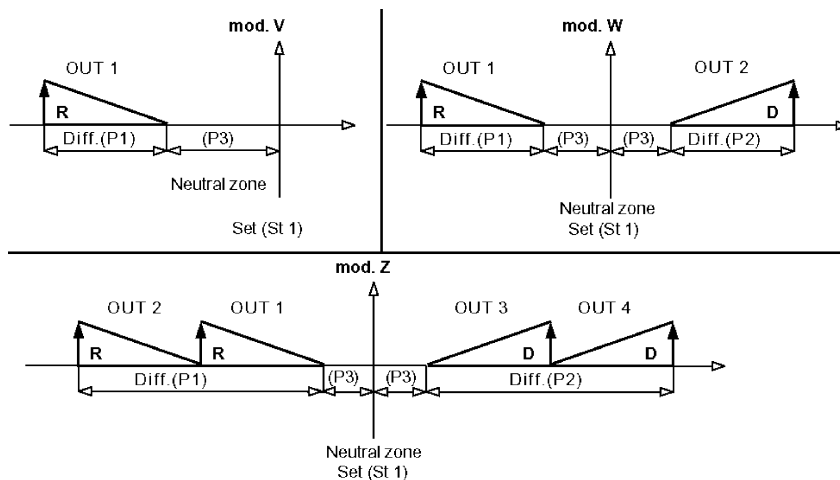 mod. V
OUT 1
R
Diff.(P1)
(P3)
Neutral zone
Set (St 1)
mod. W
OUT 1
OUT 2
R
D
Diff.(P1)
(P3)
(P3)
Diff.(P2)
Neutral zone
Set (St 1)
mod. Z
OUT 2
OUT 1
OUT 3
OUT 4
R
R
D
D
Diff.(P1)
(P3)
(P3)
Diff.(P2)
Neutral zone
Set (St 1)